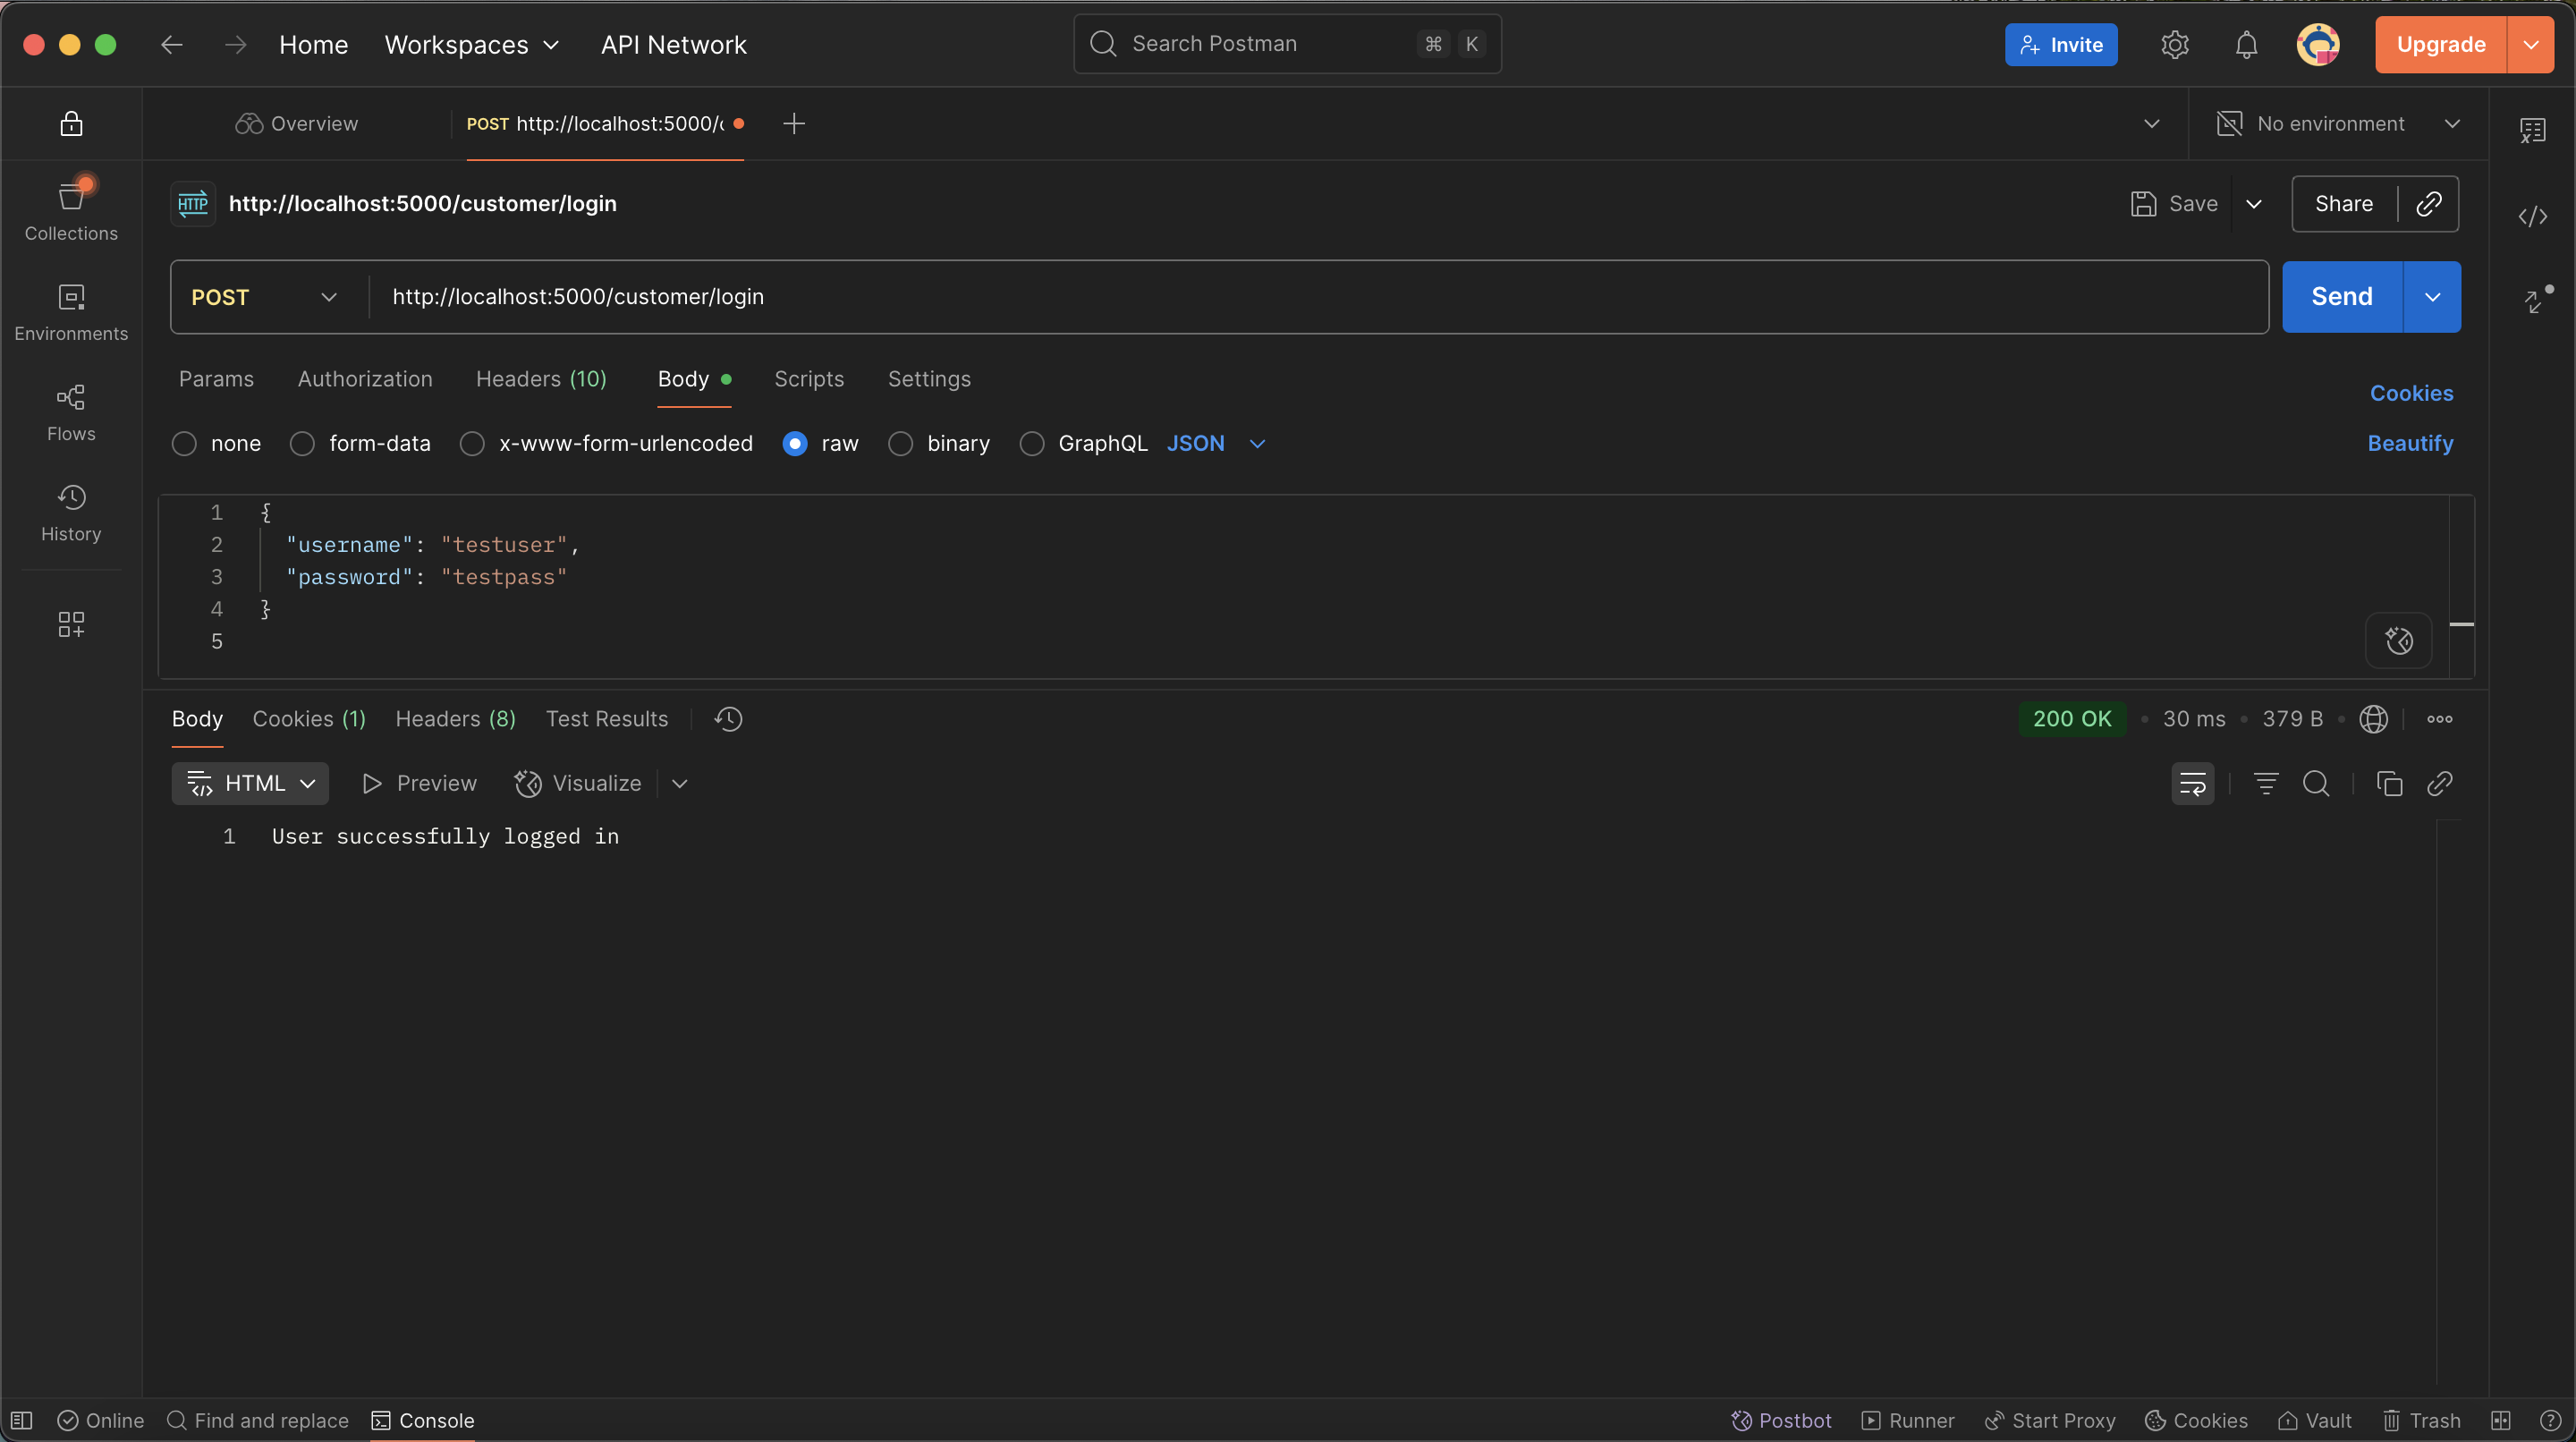 Home Workspaces API Network Search Postman ⌘ K Invite Upgrade
Overview POST http://localhost:5000/c No environment
HTTP http://localhost:5000/customer/login Save Share
POST http://localhost:5000/customer/login Send
Collections
Environments
Flows
History
Params Authorization Headers (10) Body Scripts Settings Cookies
none form-data x-www-form-urlencoded raw binary GraphQL JSON Beautify
1 {
2 "username": "testuser",
3 "password": "testpass"
4 }
5
Body Cookies (1) Headers (8) Test Results 200 OK • 30 ms • 379 B •
HTML Preview Visualize
1 User successfully logged in
Online Find and replace Console Postbot Runner Start Proxy Cookies Vault Trash